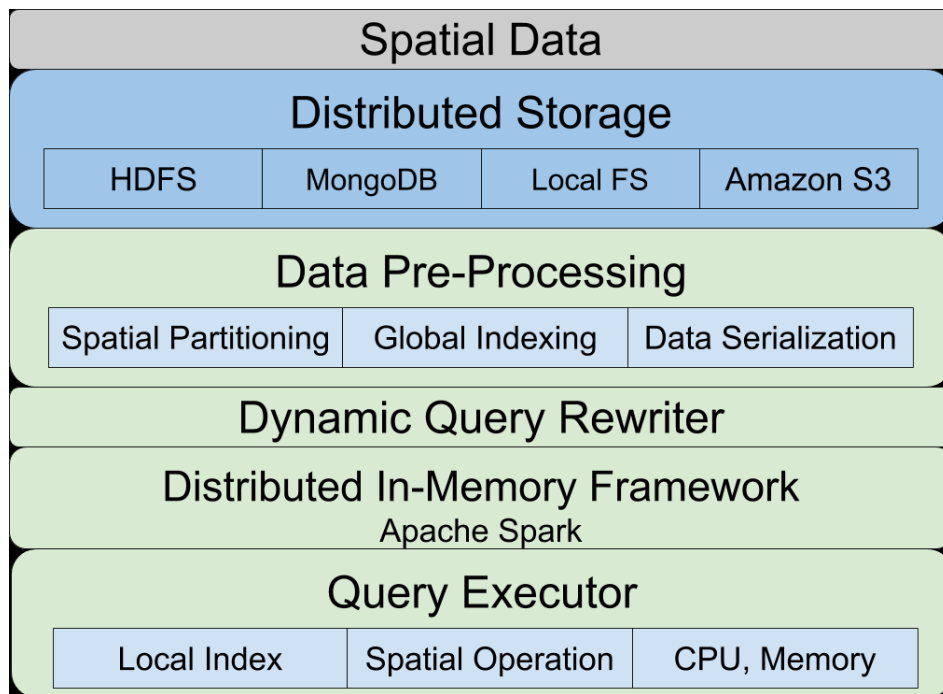 Spatial Data
Distributed Storage
HDFS MongoDB Local FS Amazon S3
Data Pre-Processing
Spatial Partitioning Global Indexing Data Serialization
Dynamic Query Rewriter
Distributed In-Memory Framework
Apache Spark
Query Executor
Local Index Spatial Operation CPU, Memory